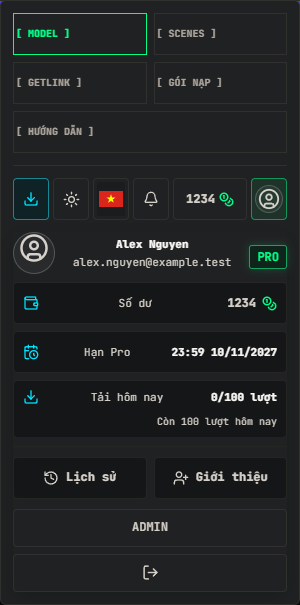 [ MODEL ]
[ SCENES ]
[ GETLINK ]
[ GÓI NẠP ]
[ HƯỚNG DẪN ]
1234
Alex Nguyen
alex.nguyen@example.test
PRO
Số dư
1234
Hạn Pro
23:59 10/11/2027
Tải hôm nay
0/100 lượt
Còn 100 lượt hôm nay
Lịch sử
Giới thiệu
ADMIN